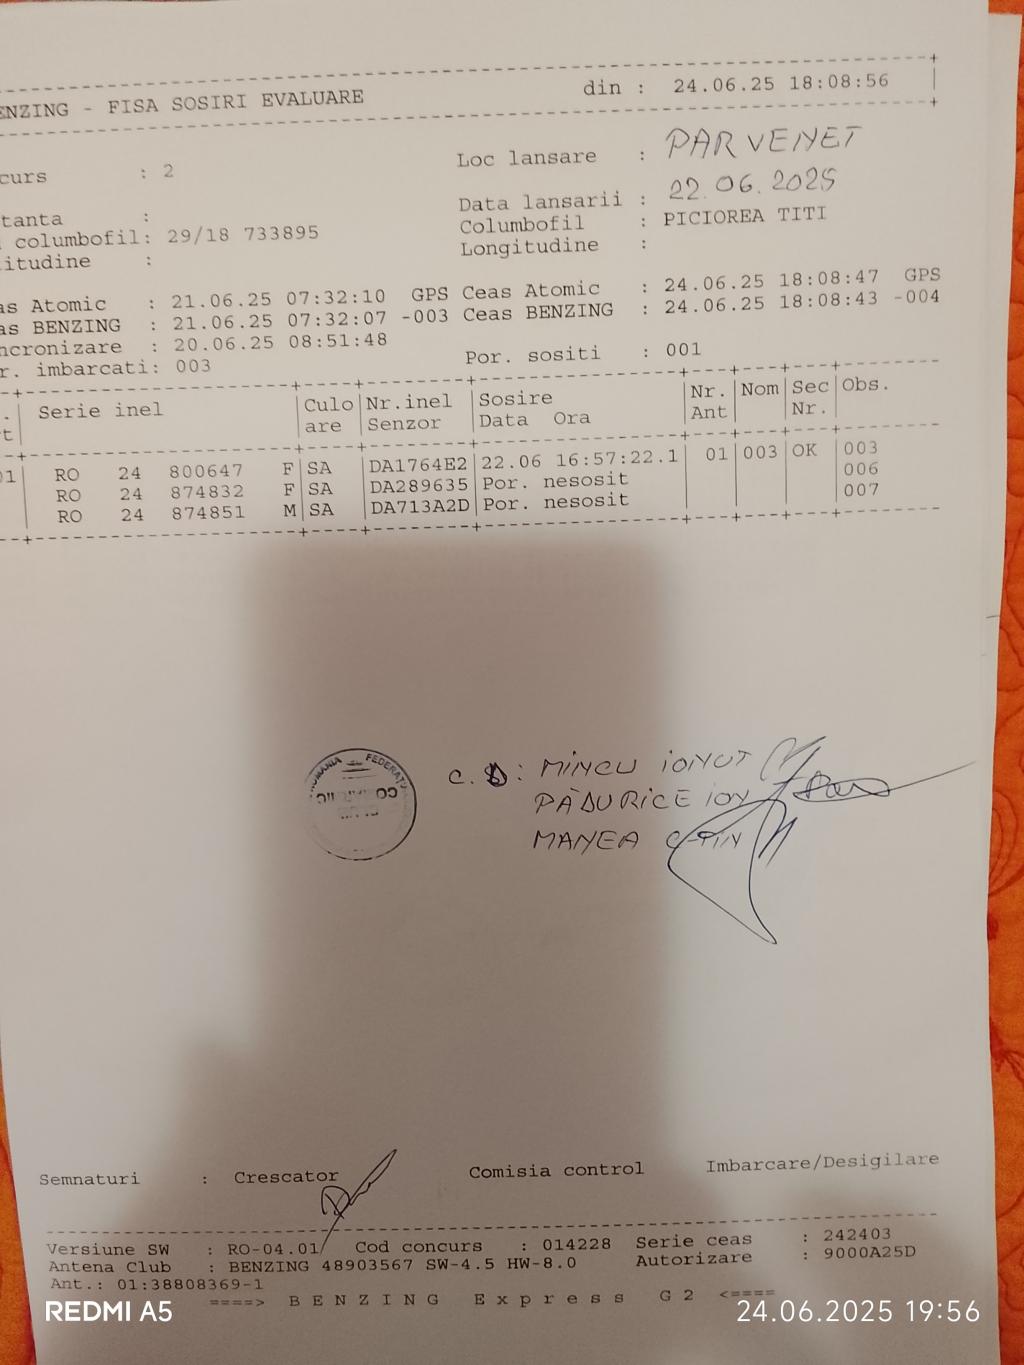 ENZING - FISA SOSIRI EVALUARE din : 24.06.25 18:08:56
curs : 2 Loc lansare : PARVENET
Data lansarii : 22.06.2025
tanta : Columbofil : PICIOREA TITI
columbofil: 29/18 733895 Longitudine :
itudine :
as Atomic : 21.06.25 07:32:10 GPS Ceas Atomic : 24.06.25 18:08:47 GPS
as BENZING : 21.06.25 07:32:07 -003 Ceas BENZING : 24.06.25 18:08:43 -004
ncronizare : 20.06.25 08:51:48
r. imbarcati: 003 Por. sositi : 001
. Serie inel Culo Nr.inel Sosire Nr. Nom Sec Obs.
t are Senzor Data Ora Ant Nr.
01 RO 24 800647 F SA DA1764E2 22.06 16:57:22.1 01 003 OK 003
RO 24 874832 F SA DA289635 Por. nesosit 006
RO 24 874851 M SA DA713A2D Por. nesosit 007
FEDERAȚI
C. D: MINCU IONUT
PĂDURICE ION
MANEA C-TIN
Semnaturi : Crescator Comisia control Imbarcare/Desigilare
Versiune SW : RO-04.01 Cod concurs : 014228 Serie ceas : 242403
Antena Club : BENZING 48903567 SW-4.5 HW-8.0 Autorizare : 9000A25D
Ant.: 01:38808369-1
====> BENZING Express G2 <====
REDMI A5 24.06.2025 19:56